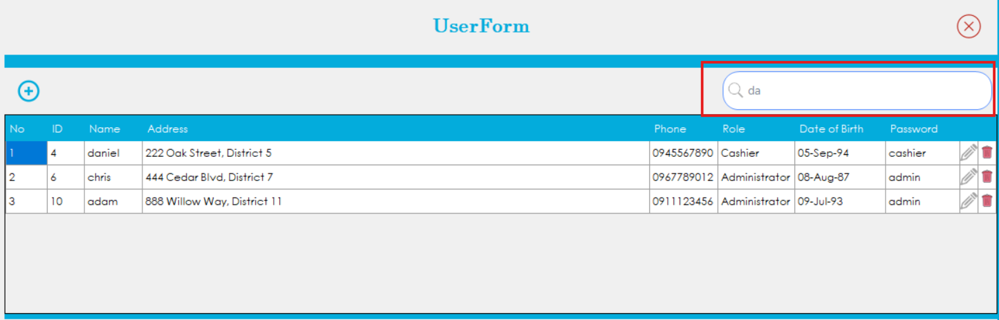 UserForm
da
No ID Name Address Phone Role Date of Birth Password
1 4 daniel 222 Oak Street, District 5 0945567890 Cashier 05-Sep-94 cashier
2 6 chris 444 Cedar Blvd, District 7 0967789012 Administrator 08-Aug-87 admin
3 10 adam 888 Willow Way, District 11 0911123456 Administrator 09-Jul-93 admin